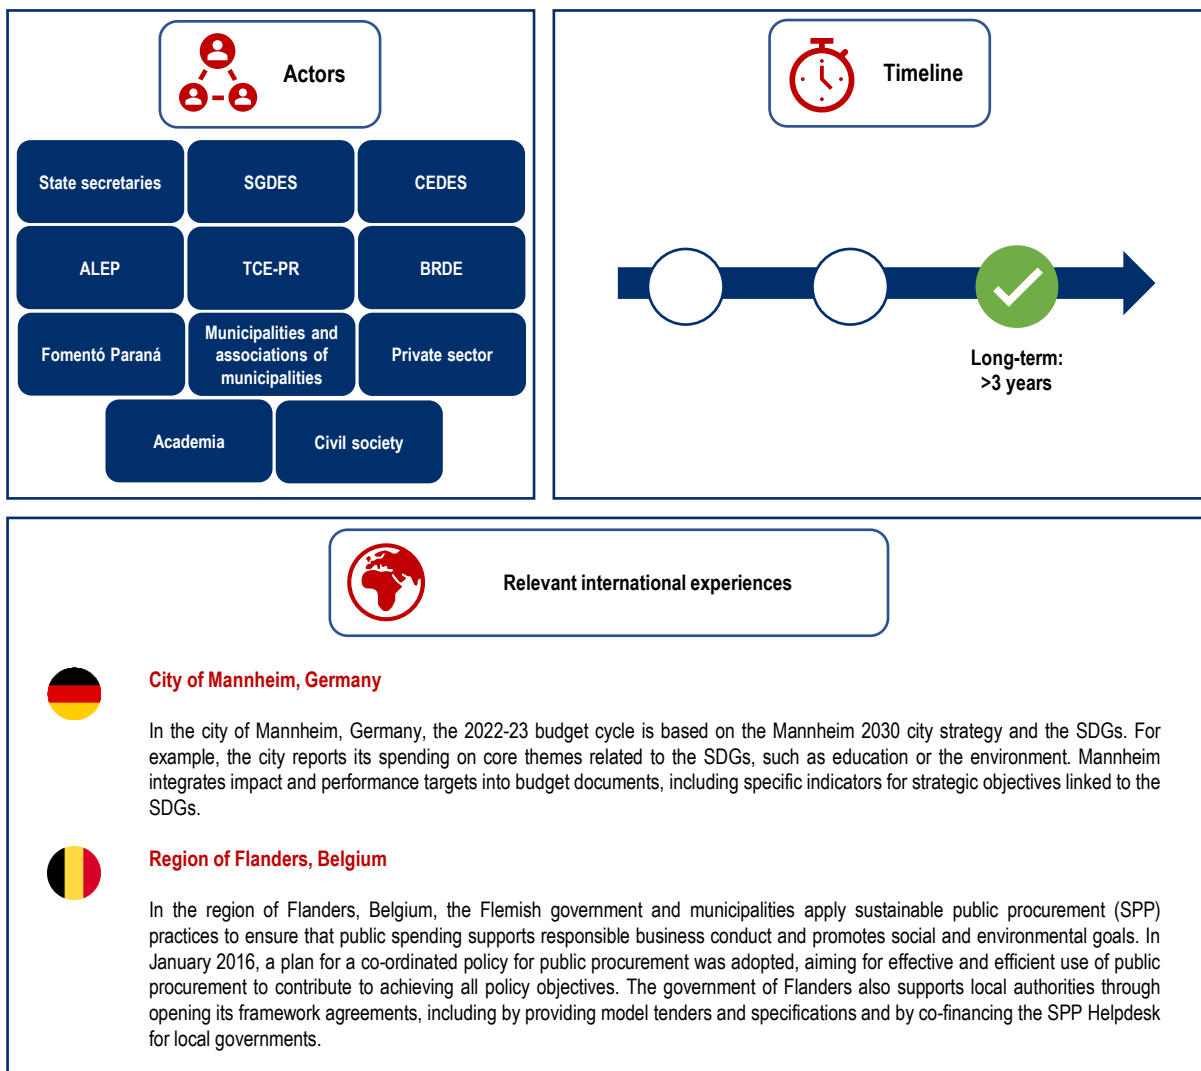 Actors
State secretaries
SGDES
CEDES
ALEP
TCE-PR
BRDE
Fomentó Paraná
Municipalities and
associations of
municipalities
Private sector
Academia
Civil society
Timeline
Long-term:
>3 years
Relevant international experiences
City of Mannheim, Germany
In the city of Mannheim, Germany, the 2022-23 budget cycle is based on the Mannheim 2030 city strategy and the SDGs. For
example, the city reports its spending on core themes related to the SDGs, such as education or the environment. Mannheim
integrates impact and performance targets into budget documents, including specific indicators for strategic objectives linked to the
SDGs.
Region of Flanders, Belgium
In the region of Flanders, Belgium, the Flemish government and municipalities apply sustainable public procurement (SPP)
practices to ensure that public spending supports responsible business conduct and promotes social and environmental goals. In
January 2016, a plan for a co-ordinated policy for public procurement was adopted, aiming for effective and efficient use of public
procurement to contribute to achieving all policy objectives. The government of Flanders also supports local authorities through
opening its framework agreements, including by providing model tenders and specifications and by co-financing the SPP Helpdesk
for local governments.